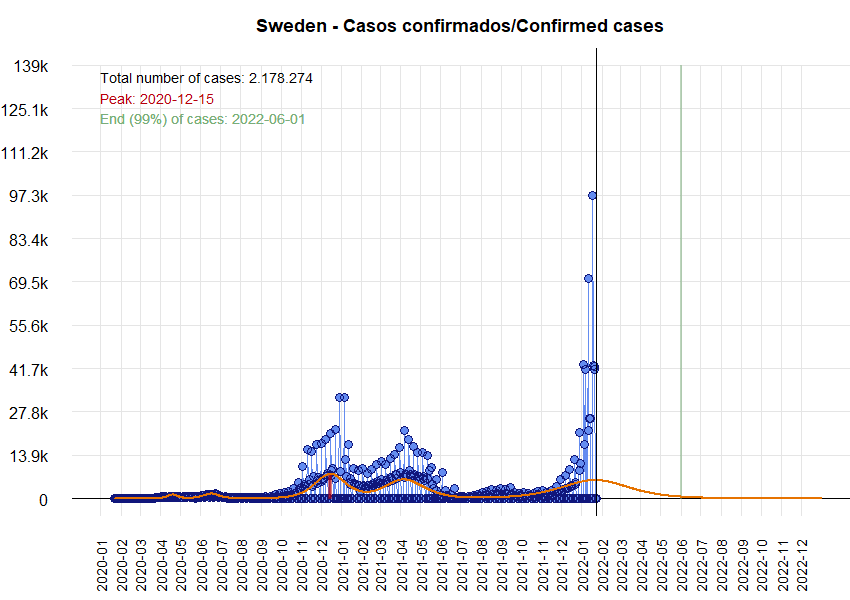 Sweden - Casos confirmados/Confirmed cases
139k
125.1k
111.2k
97.3k
83.4k
69.5k
55.6k
41.7k
27.8k
13.9k
0
Total number of cases: 2.178.274
Peak: 2020-12-15
End (99%) of cases: 2022-06-01
2020-01
2020-02
2020-03
2020-04
2020-05
2020-06
2020-07
2020-08
2020-09
2020-10
2020-11
2020-12
2021-01
2021-02
2021-03
2021-04
2021-05
2021-06
2021-07
2021-08
2021-09
2021-10
2021-11
2021-12
2022-01
2022-02
2022-03
2022-04
2022-05
2022-06
2022-07
2022-08
2022-09
2022-10
2022-11
2022-12